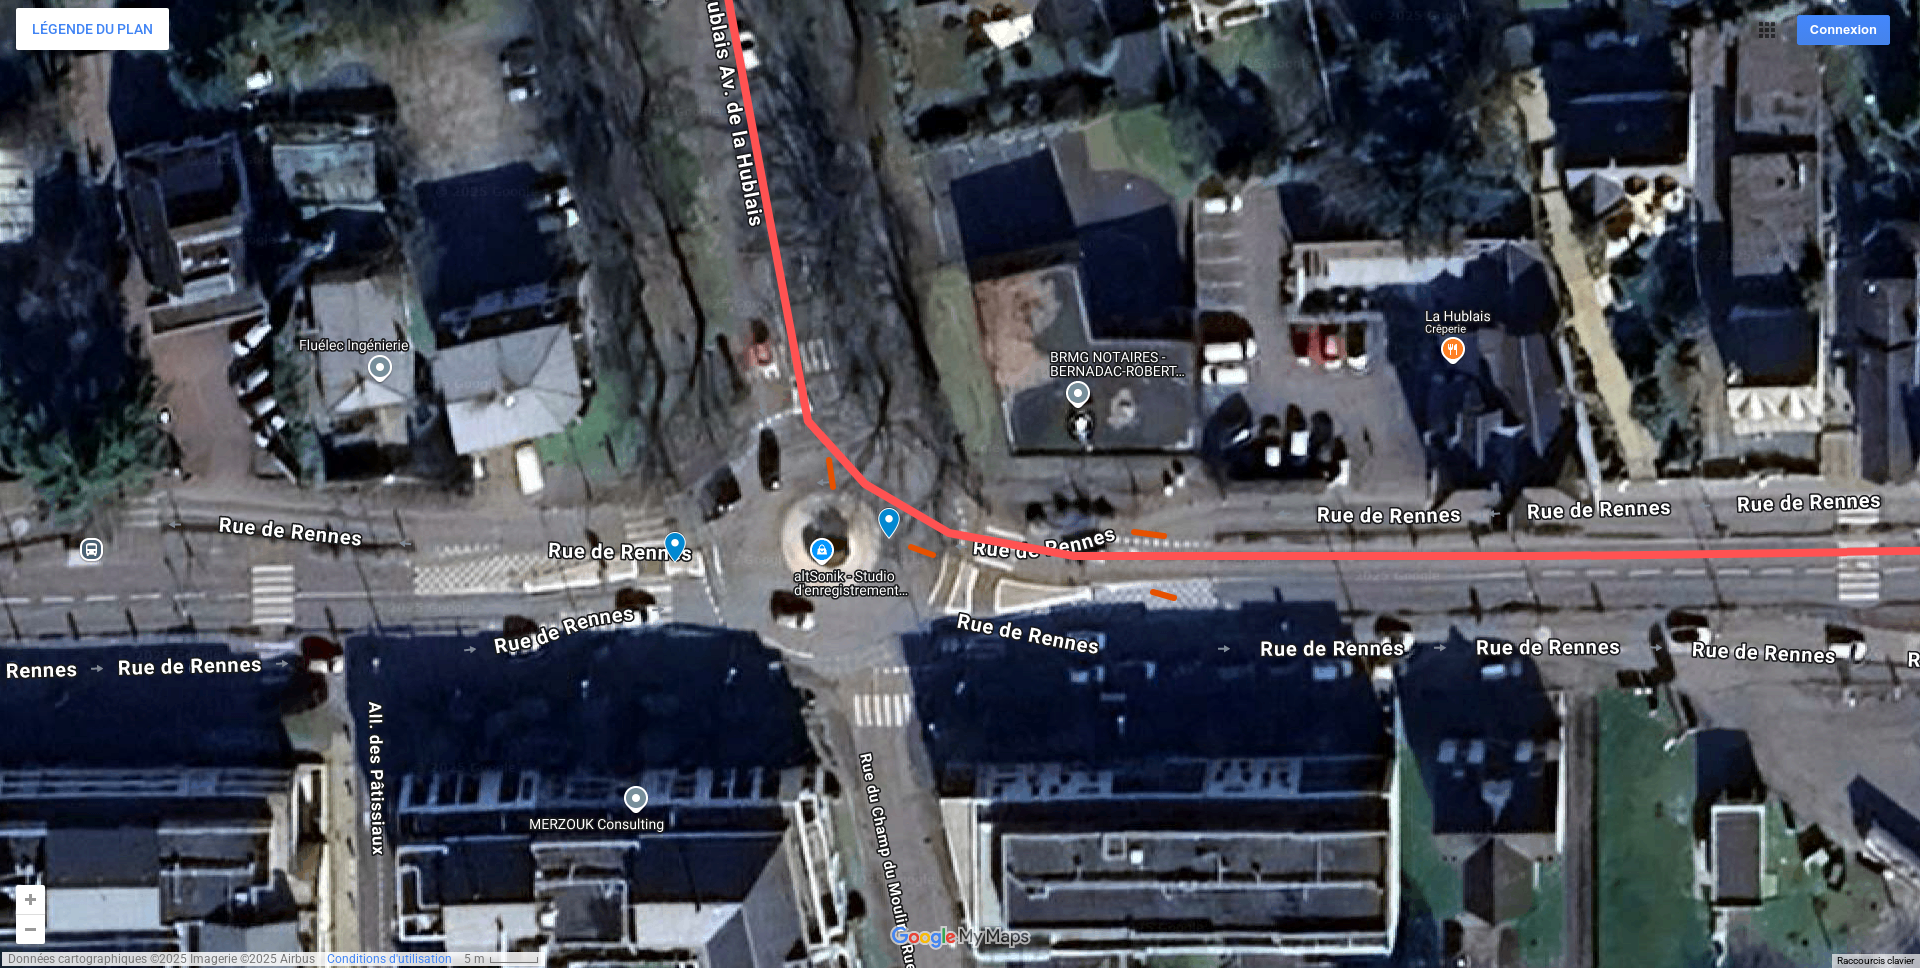 LÉGENDE DU PLAN
Connexion
ublais Av. de la Hublais
Fluélec Ingénierie
BRMG NOTAIRES -
BERNADAC-ROBERT...
La Hublais
Crêperie
Rue de Rennes
Rue de Rennes
Rue de Rennes
Rue de Rennes
Rue de Rennes
Rue de Rennes
altSonik - Studio
d'enregistrement...
Rue de Rennes
Rue de Rennes
Rennes
Rue de Rennes
Rue de Rennes
Rue de Rennes
Rue de Rennes
R
All. des Pâtissiaux
MERZOUK Consulting
Rue du Champ du Moulin
Rue
Google My Maps
Données cartographiques ©2025 Imagerie ©2025 Airbus
Conditions d'utilisation
5 m
Raccourcis clavier